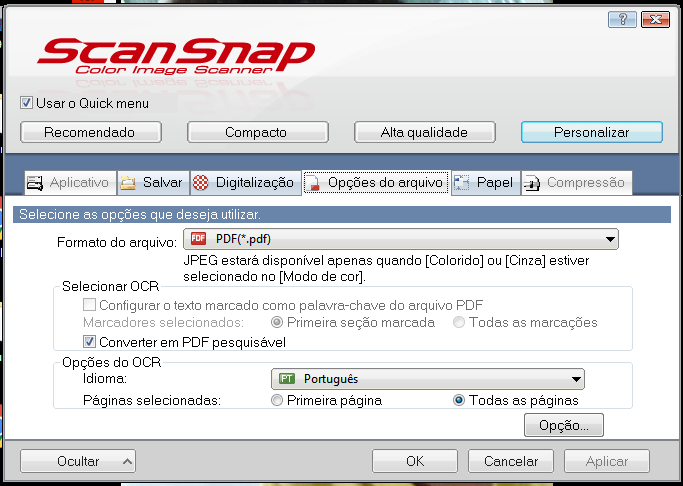 ?
ScanSnap
Color Image Scanner
Usar o Quick menu
Recomendado Compacto Alta qualidade Personalizar
Aplicativo Salvar Digitalização Opções do arquivo Papel Compressão
Selecione as opções que deseja utilizar.
Formato do arquivo: PDF PDF(*.pdf)
JPEG estará disponível apenas quando [Colorido] ou [Cinza] estiver
selecionado no [Modo de cor].
Selecionar OCR
Configurar o texto marcado como palavra-chave do arquivo PDF
Marcadores selecionados: Primeira seção marcada Todas as marcações
Converter em PDF pesquisável
Opções do OCR
Idioma: PT Português
Páginas selecionadas: Primeira página Todas as páginas
Opção...
Ocultar OK Cancelar Aplicar